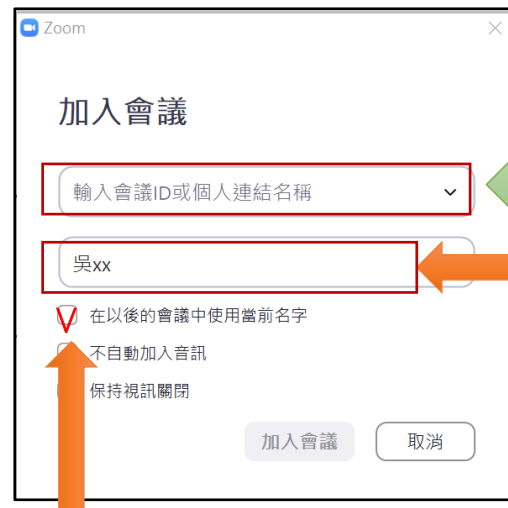 Zoom
加入會議
輸入會議ID或個人連結名稱
吳xx
在以後的會議中使用當前名字
不自動加入音訊
保持視訊關閉
加入會議 取消